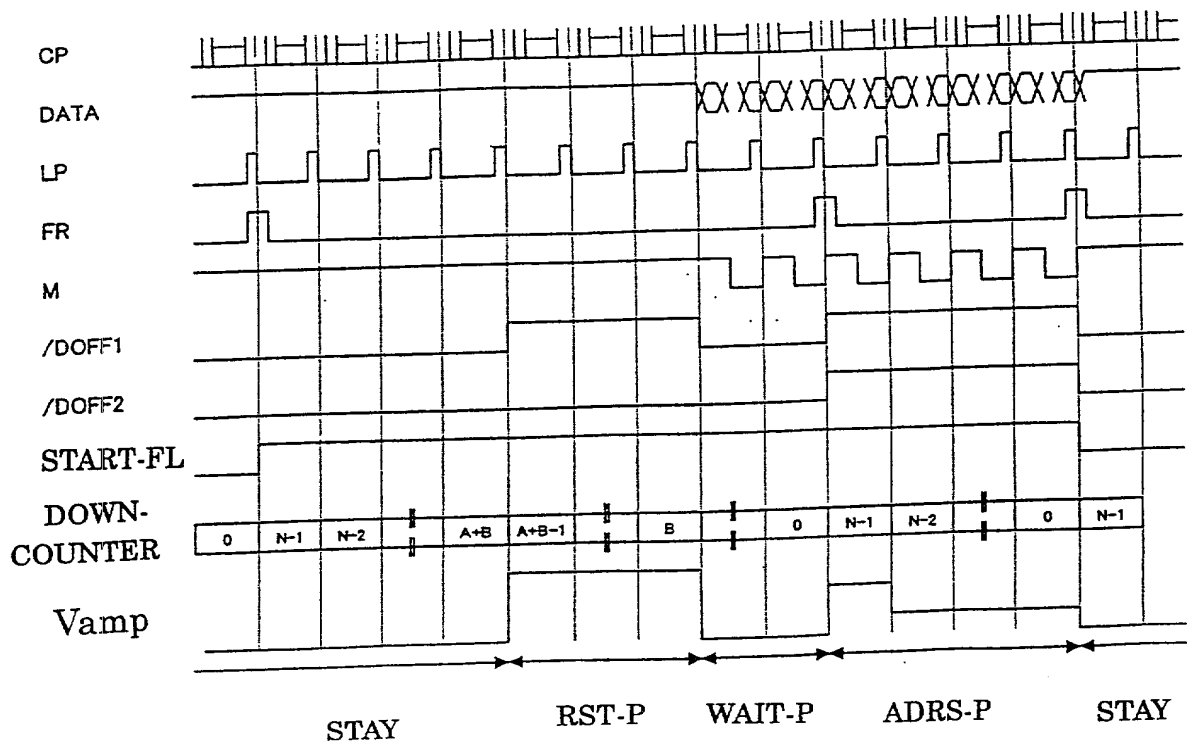 CP
DATA
LP
FR
M
/DOFF1
/DOFF2
START-FL
DOWN-
COUNTER
0 N-1 N-2 A+B A+B-1 B 0 N-1 N-2 0 N-1
Vamp
STAY RST-P WAIT-P ADRS-P STAY